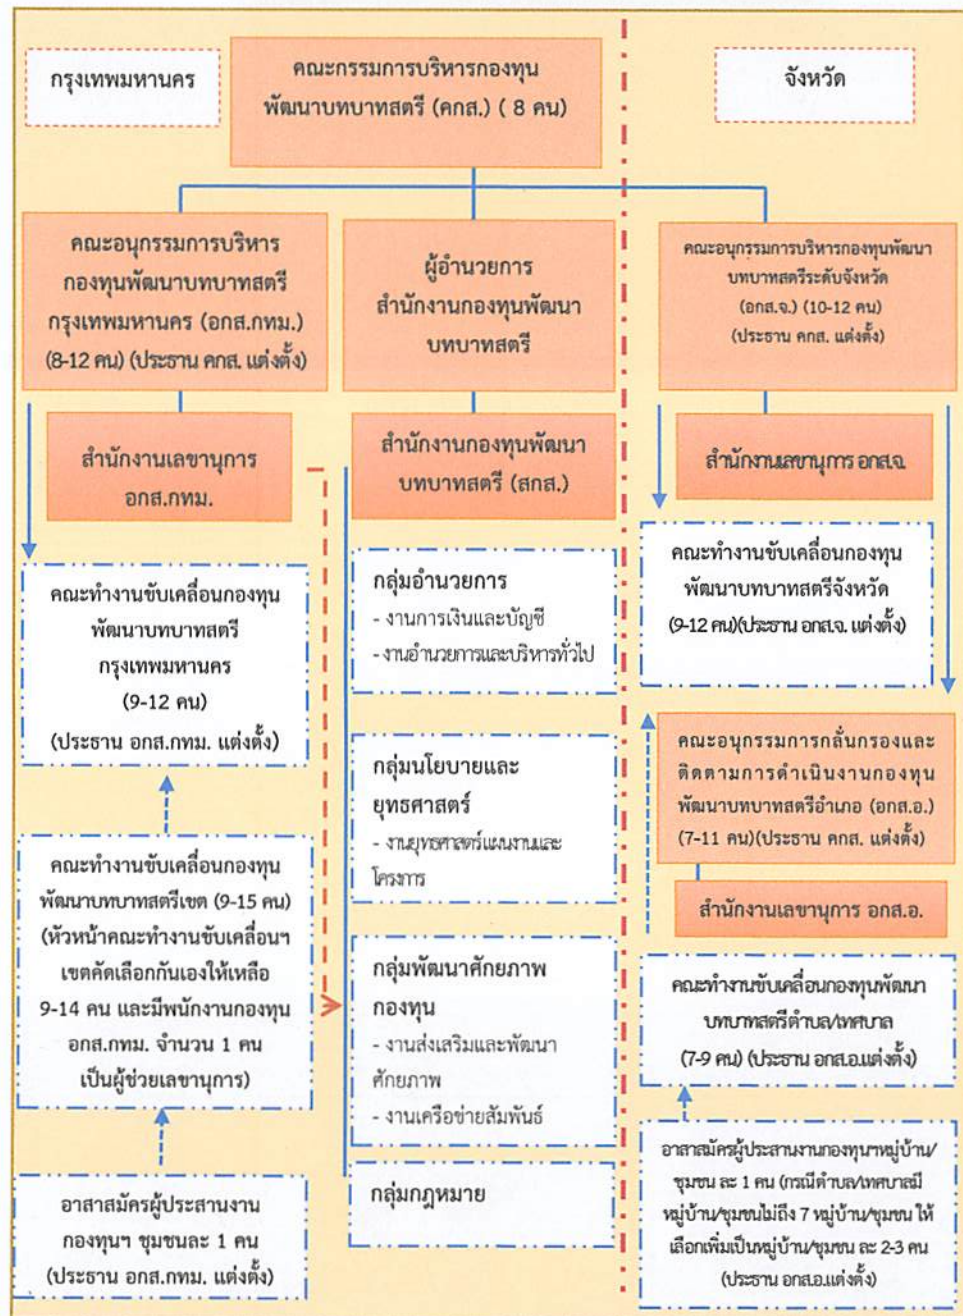 กรุงเทพมหานคร
คณะกรรมการบริหารกองทุน
พัฒนาบทบาทสตรี (คกส.) ( 8 คน)
จังหวัด
คณะอนุกรรมการบริหาร
กองทุนพัฒนาบทบาทสตรี
กรุงเทพมหานคร (อกส.กทม.)
(8-12 คน) (ประธาน คกส. แต่งตั้ง)
สำนักงานเลขานุการ
อกส.กทม.
คณะทำงานขับเคลื่อนกองทุน
พัฒนาบทบาทสตรี
กรุงเทพมหานคร
(9-12 คน)
(ประธาน อกส.กทม. แต่งตั้ง)
คณะทำงานขับเคลื่อนกองทุน
พัฒนาบทบาทสตรีเขต (9-15 คน)
(หัวหน้าคณะทำงานขับเคลื่อนฯ
เขตคัดเลือกกันเองให้เหลือ
9-14 คน และมีพนักงานกองทุน
อกส.กทม. จำนวน 1 คน
เป็นผู้ช่วยเลขานุการ)
อาสาสมัครผู้ประสานงาน
กองทุนฯ ชุมชนละ 1 คน
(ประธาน อกส.กทม. แต่งตั้ง)
ผู้อำนวยการ
สำนักงานกองทุนพัฒนา
บทบาทสตรี
สำนักงานกองทุนพัฒนา
บทบาทสตรี (สกส.)
กลุ่มอำนวยการ
- งานการเงินและบัญชี
- งานอำนวยการและบริหารทั่วไป
กลุ่มนโยบายและ
ยุทธศาสตร์
- งานยุทธศาสตร์แผนงานและ
โครงการ
กลุ่มพัฒนาศักยภาพ
กองทุน
- งานส่งเสริมและพัฒนา
ศักยภาพ
- งานเครือข่ายสัมพันธ์
กลุ่มกฎหมาย
คณะอนุกรรมการบริหารกองทุนพัฒนา
บทบาทสตรีระดับจังหวัด
(อกส.จ.) (10-12 คน)
(ประธาน คกส. แต่งตั้ง)
สำนักงานเลขานุการ อกส.จ.
คณะทำงานขับเคลื่อนกองทุน
พัฒนาบทบาทสตรีจังหวัด
(9-12 คน)(ประธาน อกส.จ. แต่งตั้ง)
คณะอนุกรรมการกลั่นกรองและ
ติดตามการดำเนินงานกองทุน
พัฒนาบทบาทสตรีอำเภอ (อกส.อ.)
(7-11 คน)(ประธาน คกส. แต่งตั้ง)
สำนักงานเลขานุการ อกส.อ.
คณะทำงานขับเคลื่อนกองทุนพัฒนา
บทบาทสตรีตำบล/เทศบาล
(7-9 คน) (ประธาน อกส.อ.แต่งตั้ง)
อาสาสมัครผู้ประสานงานกองทุนฯหมู่บ้าน/
ชุมชน ละ 1 คน (กรณีตำบล/เทศบาลมี
หมู่บ้าน/ชุมชนไม่ถึง 7 หมู่บ้าน/ชุมชน ให้
เลือกเพิ่มเป็นหมู่บ้าน/ชุมชน ละ 2-3 คน
(ประธาน อกส.อ.แต่งตั้ง)